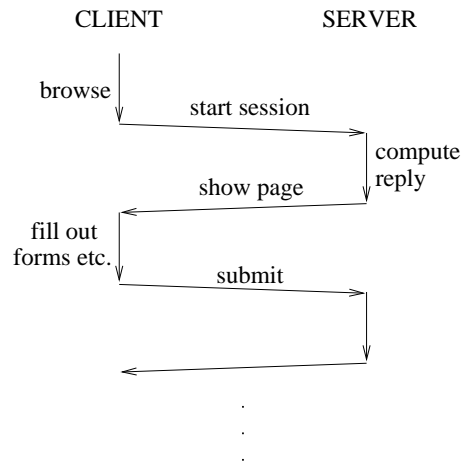 CLIENT
SERVER
browse
start session
compute
reply
show page
fill out
forms etc.
submit